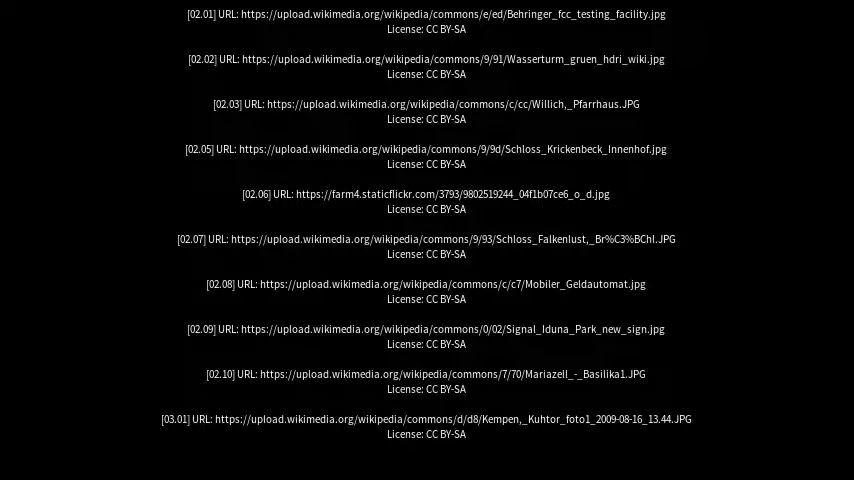 [02.01] URL: https://upload.wikimedia.org/wikipedia/commons/e/ed/Behringer_fcc_testing_facility.jpg
License: CC BY-SA
[02.02] URL: https://upload.wikimedia.org/wikipedia/commons/9/91/Wasserturm_gruen_hdri_wiki.jpg
License: CC BY-SA
[02.03] URL: https://upload.wikimedia.org/wikipedia/commons/c/cc/Willich,_Pfarrhaus.JPG
License: CC BY-SA
[02.05] URL: https://upload.wikimedia.org/wikipedia/commons/9/9d/Schloss_Krickenbeck_Innenhof.jpg
License: CC BY-SA
[02.06] URL: https://farm4.staticflickr.com/3793/9802519244_04f1b07ce6_o_d.jpg
License: CC BY-SA
[02.07] URL: https://upload.wikimedia.org/wikipedia/commons/9/93/Schloss_Falkenlust,_Br%C3%BChl.JPG
License: CC BY-SA
[02.08] URL: https://upload.wikimedia.org/wikipedia/commons/c/c7/Mobiler_Geldautomat.jpg
License: CC BY-SA
[02.09] URL: https://upload.wikimedia.org/wikipedia/commons/0/02/Signal_Iduna_Park_new_sign.jpg
License: CC BY-SA
[02.10] URL: https://upload.wikimedia.org/wikipedia/commons/7/70/Mariazell_-_Basilika1.JPG
License: CC BY-SA
[03.01] URL: https://upload.wikimedia.org/wikipedia/commons/d/d8/Kempen,_Kuhtor_foto1_2009-08-16_13.44.JPG
License: CC BY-SA